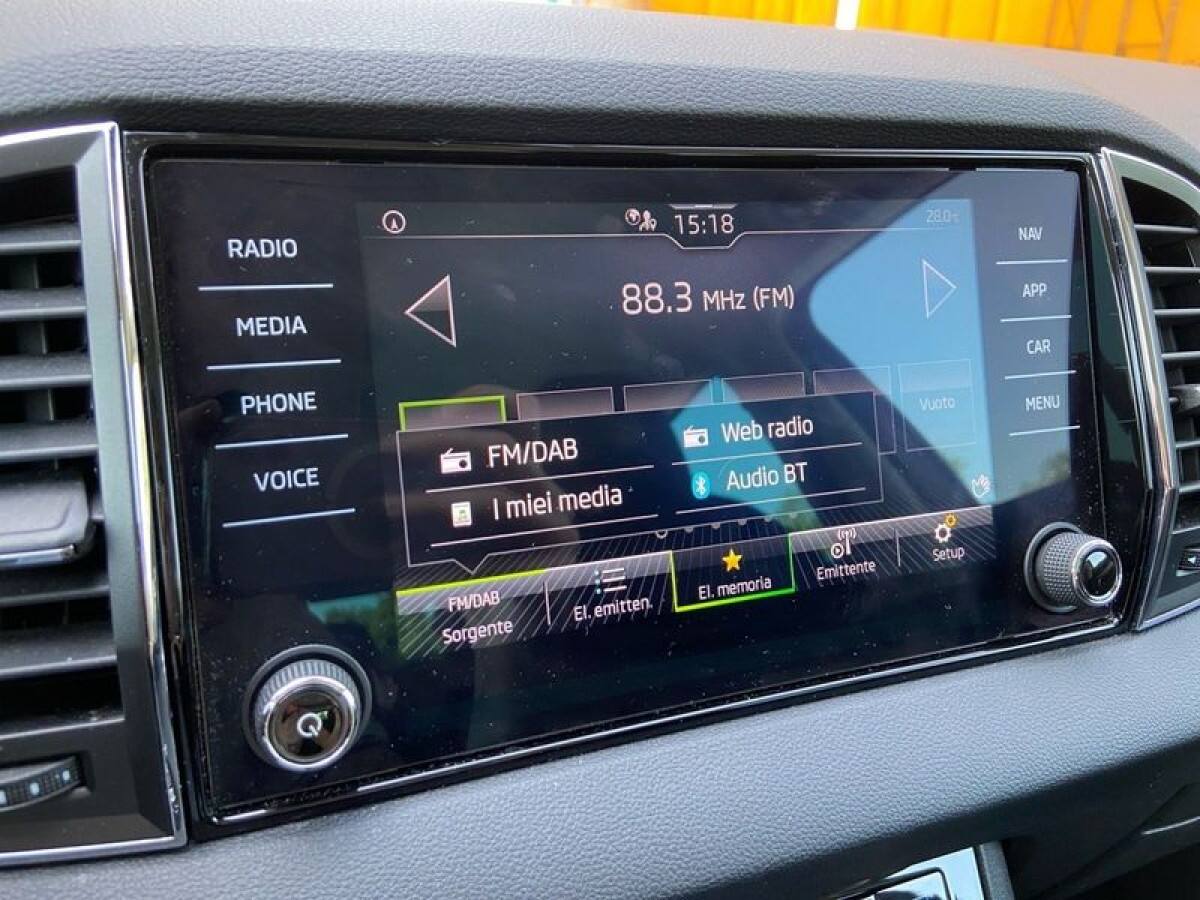 15:18
28.0°C
RADIO
MEDIA
PHONE
VOICE
88.3 MHz (FM)
Vuoto
FM/DAB
Web radio
I miei media
Audio BT
FM/DAB
Sorgente
El. emitten.
El. memoria
Emittente
Setup
NAV
APP
CAR
MENU